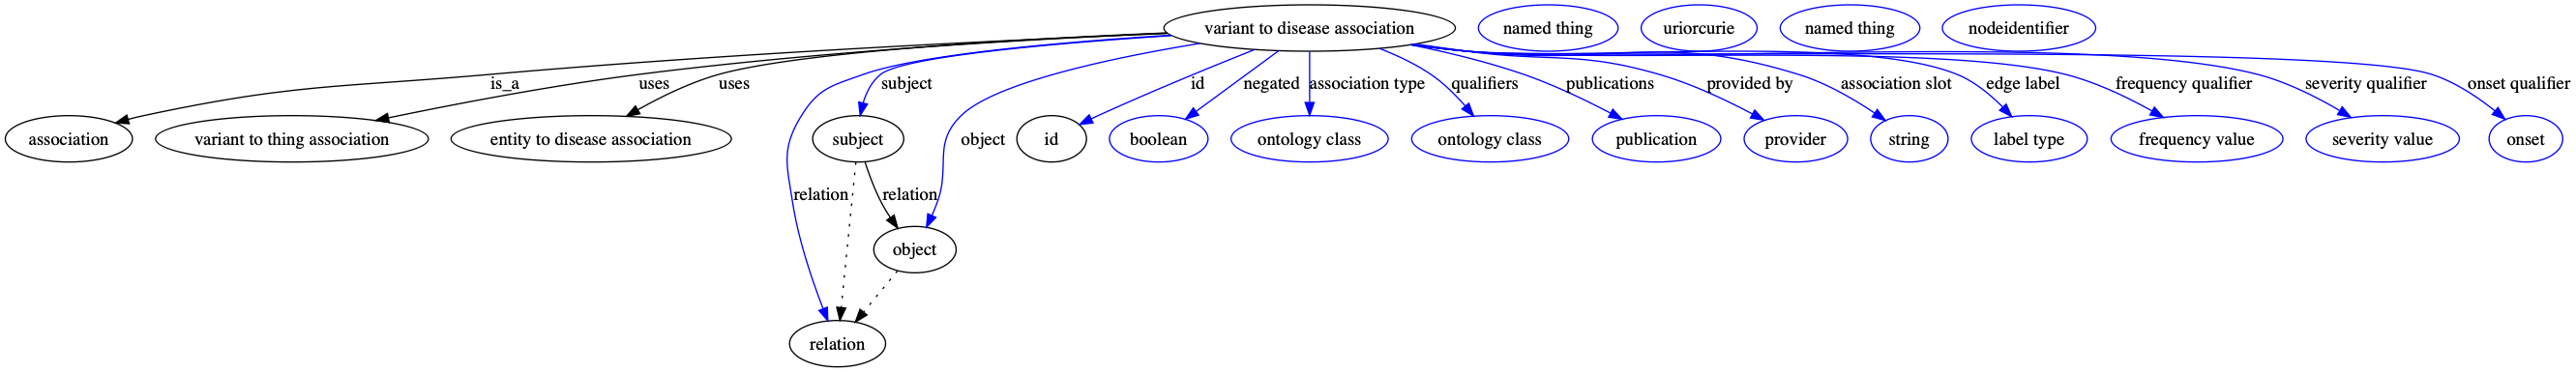 variant to disease association
named thing
uriorcurie
named thing
nodeidentifier
is_a
uses
uses
subject
id
negated
association type
qualifiers
publications
provided by
association slot
edge label
frequency qualifier
severity qualifier
onset qualifier
association
variant to thing association
entity to disease association
subject
object
id
boolean
ontology class
ontology class
publication
provider
string
label type
frequency value
severity value
onset
relation
relation
object
relation